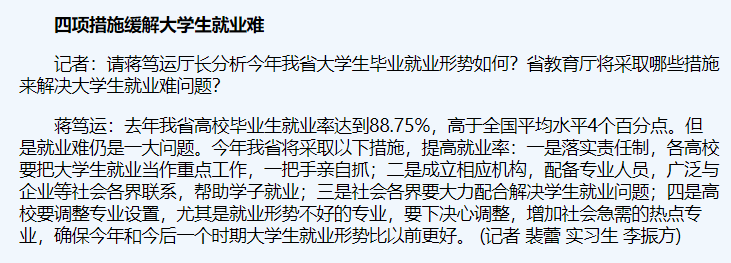 四项措施缓解大学生就业难
记者：请蒋笃运厅长分析今年我省大学生毕业就业形势如何？省教育厅将采取哪些措施
来解决大学生就业难问题？
蒋笃运：去年我省高校毕业生就业率达到88.75%，高于全国平均水平4个百分点。但
是就业难仍是一大问题。今年我省将采取以下措施，提高就业率：一是落实责任制，各高校
要把大学生就业当作重点工作，一把手亲自抓；二是成立相应机构，配备专业人员，广泛与
企业等社会各界联系，帮助学子就业；三是社会各界要大力配合解决学生就业问题；四是高
校要调整专业设置，尤其是就业形势不好的专业，要下决心调整，增加社会急需的热点专
业，确保今年和今后一个时期大学生就业形势比以前更好。 (记者 裴蕾 实习生 李振方)